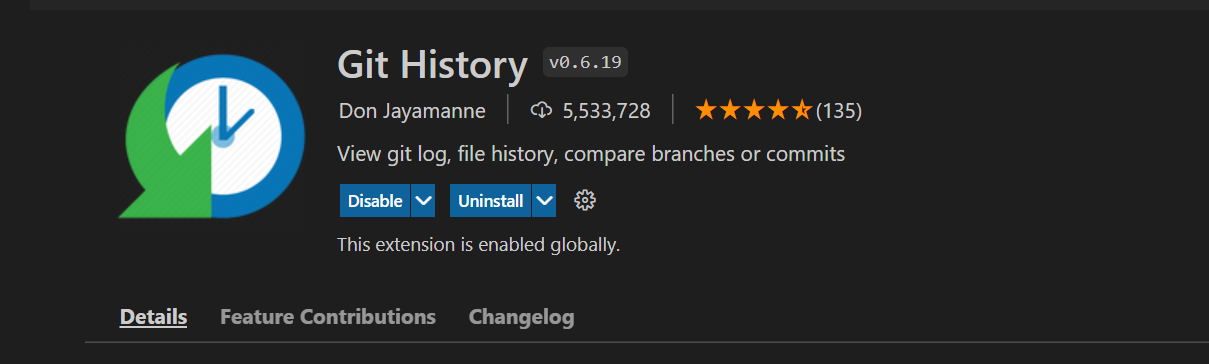 Git History v0.6.19
Don Jayamanne 5,533,728 (135)
View git log, file history, compare branches or commits
Disable Uninstall
This extension is enabled globally.
Details Feature Contributions Changelog